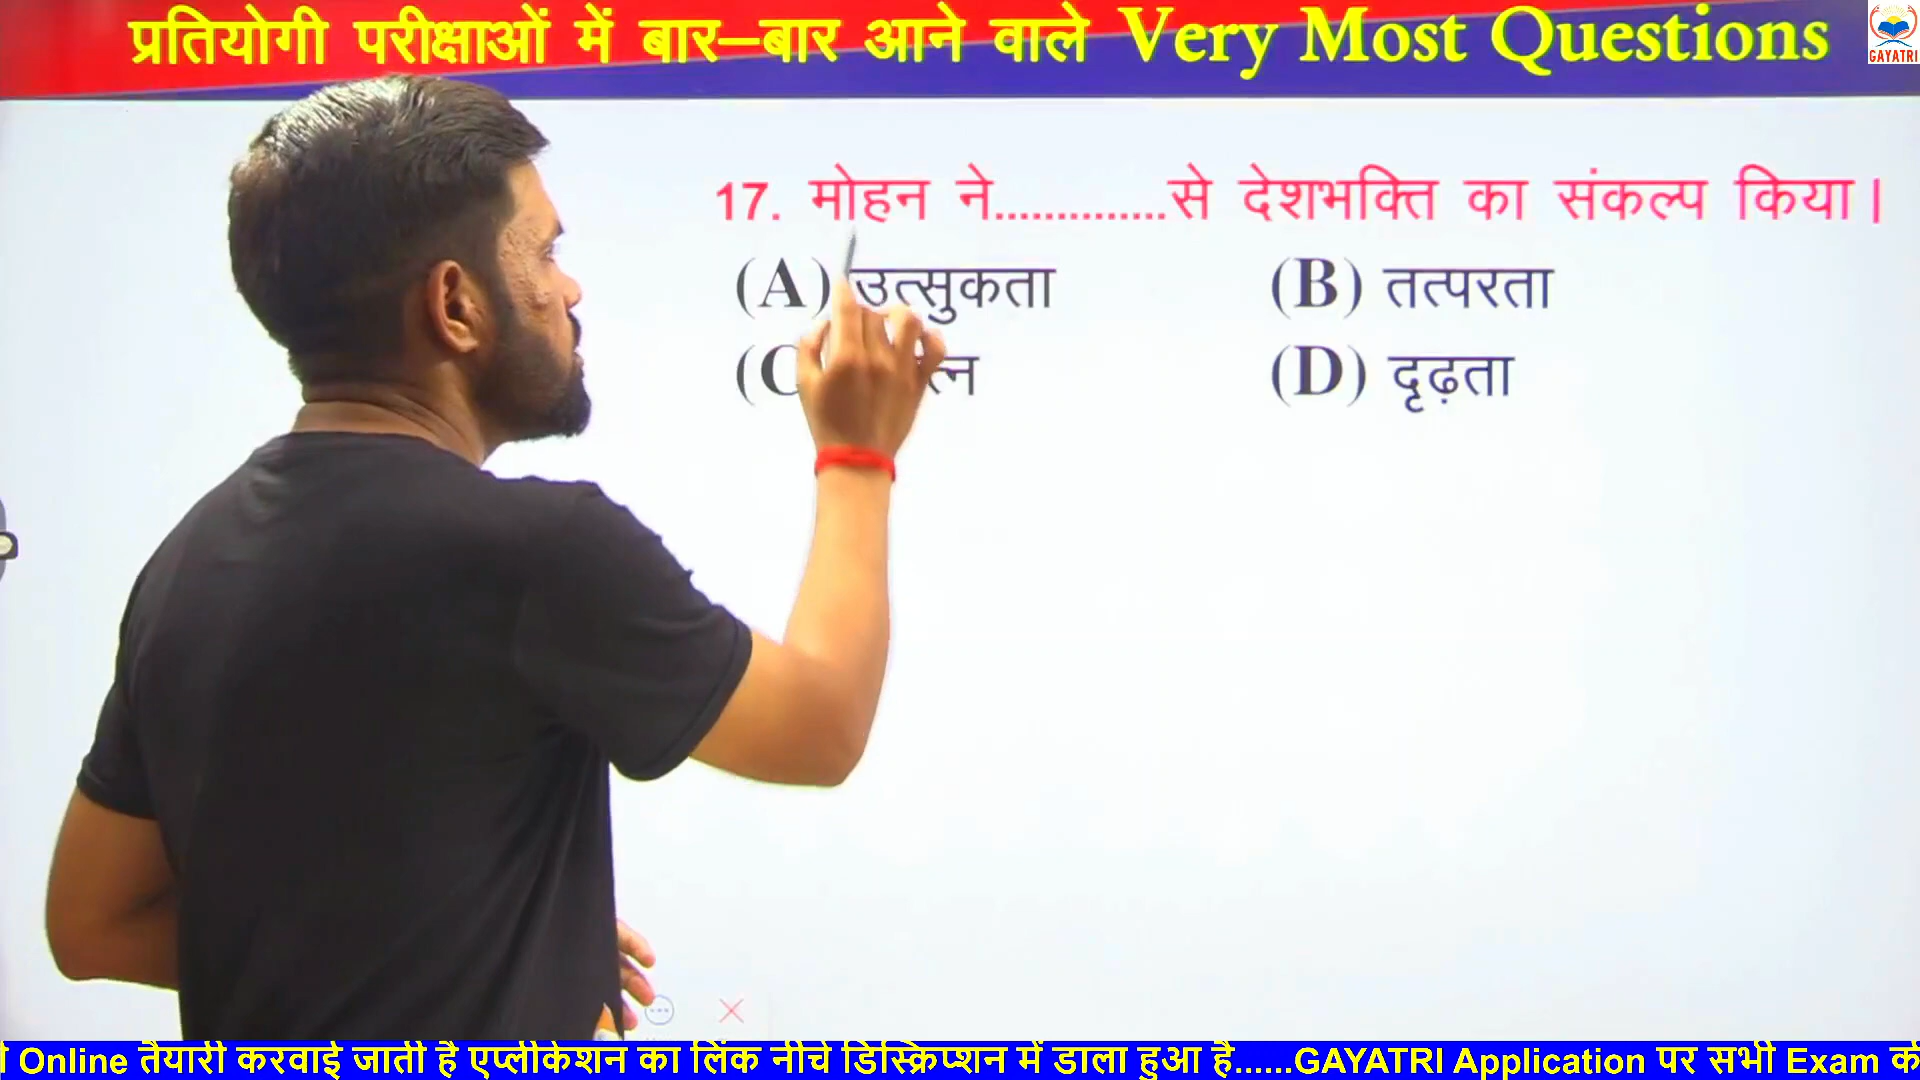 प्रतियोगी परीक्षाओं में बार–बार आने वाले Very Most Questions
GAYATRI
17. मोहन ने..............से देशभक्ति का संकल्प किया।
(A) उत्सुकता (B) तत्परता
(C (D) दृढ़ता
Online तैयारी करवाई जाती है एप्लीकेशन का लिंक नीचे डिस्क्रिप्शन में डाला हुआ है......GAYATRI Application पर सभी Exam की